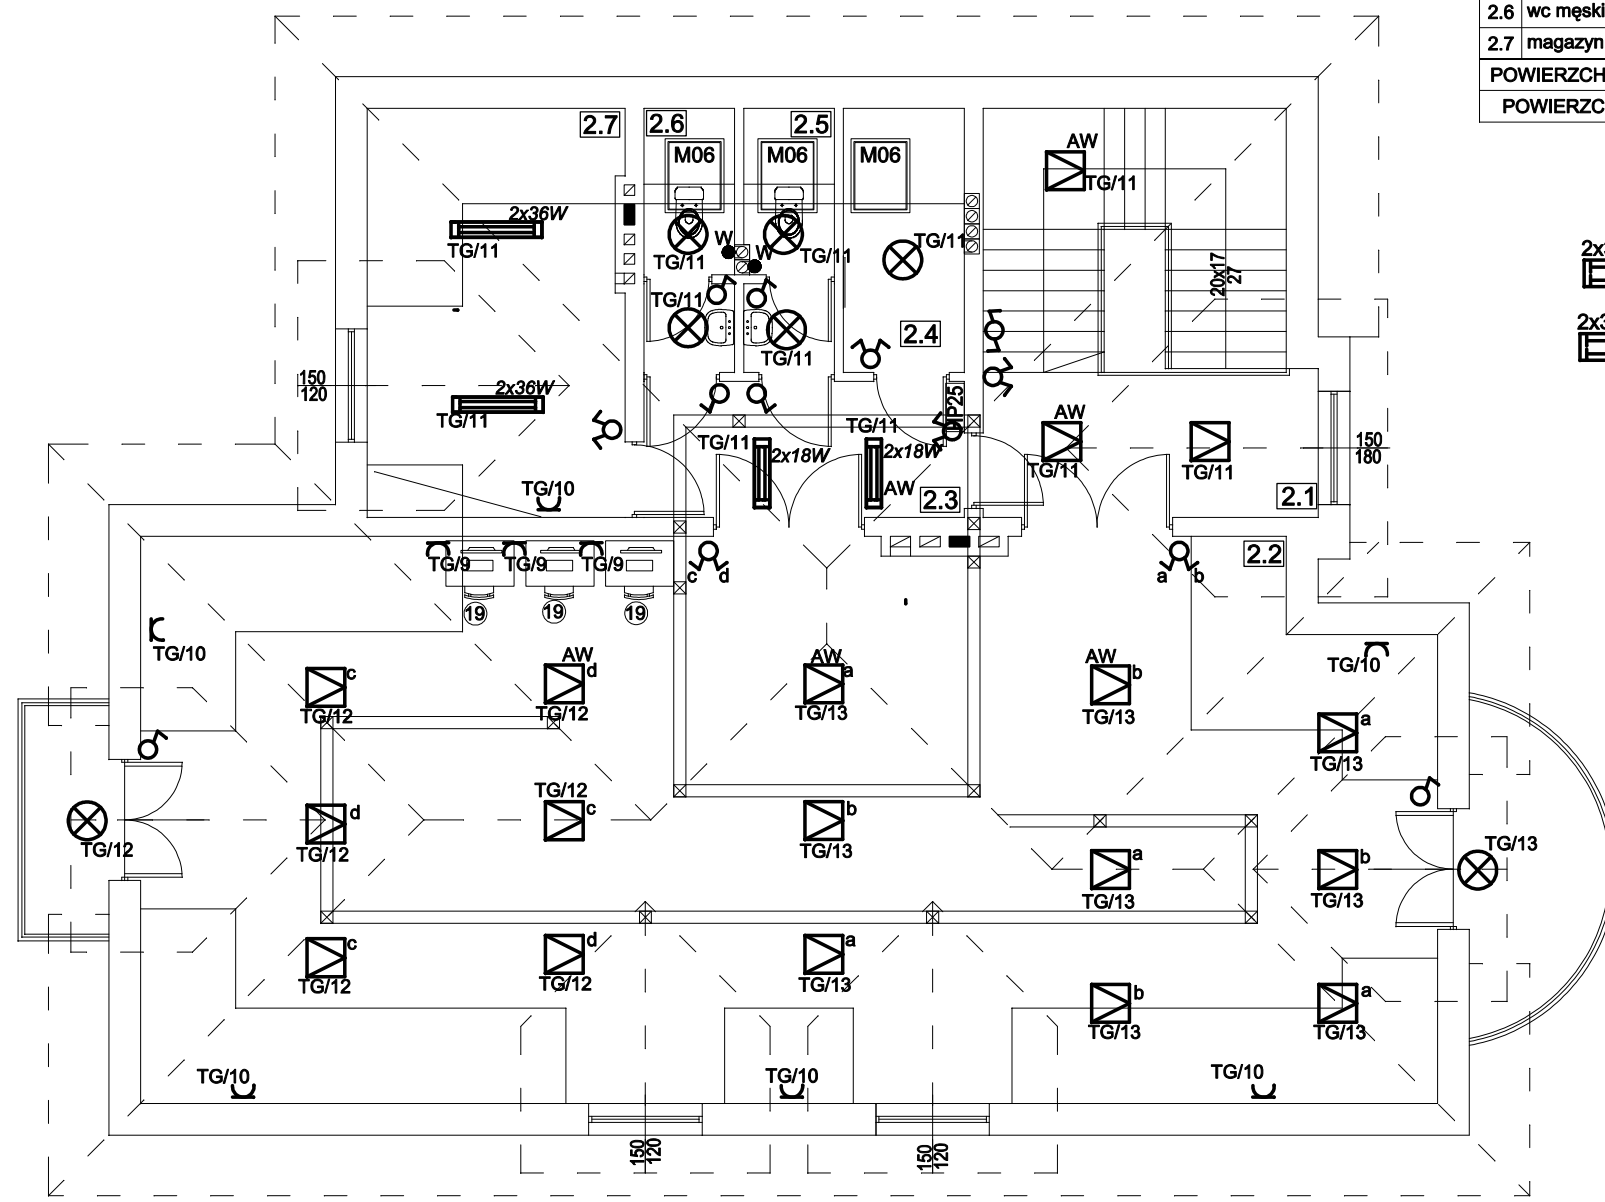 2.6 wc męski
2.7 magazyn
POWIERZCH
POWIERZC
2.7
2.6
2.5
M06
M06
M06
AW
TG/11
2x36W
TG/11
W
W
TG/11
TG/11
TG/11
20x17
27
2x3
2x3
TG/11
TG/11
2.4
150
120
2x36W
TG/11
HP25
AW
TG/11
TG/11
TG/11
TG/11
2x18W
2x18W
AW
150
180
TG/10
2.3
2.1
TG/9
TG/9
TG/9
c d
a b
2.2
19
19
19
TG/10
TG/10
c
TG/12
AW
d
TG/12
AW
a
TG/13
AW
b
TG/13
a
TG/13
TG/12
d
TG/12
TG/12
c
b
TG/13
a
TG/13
b
TG/13
TG/13
c
TG/12
d
TG/12
a
TG/13
b
TG/13
a
TG/13
TG/10
TG/10
TG/10
150
120
150
120